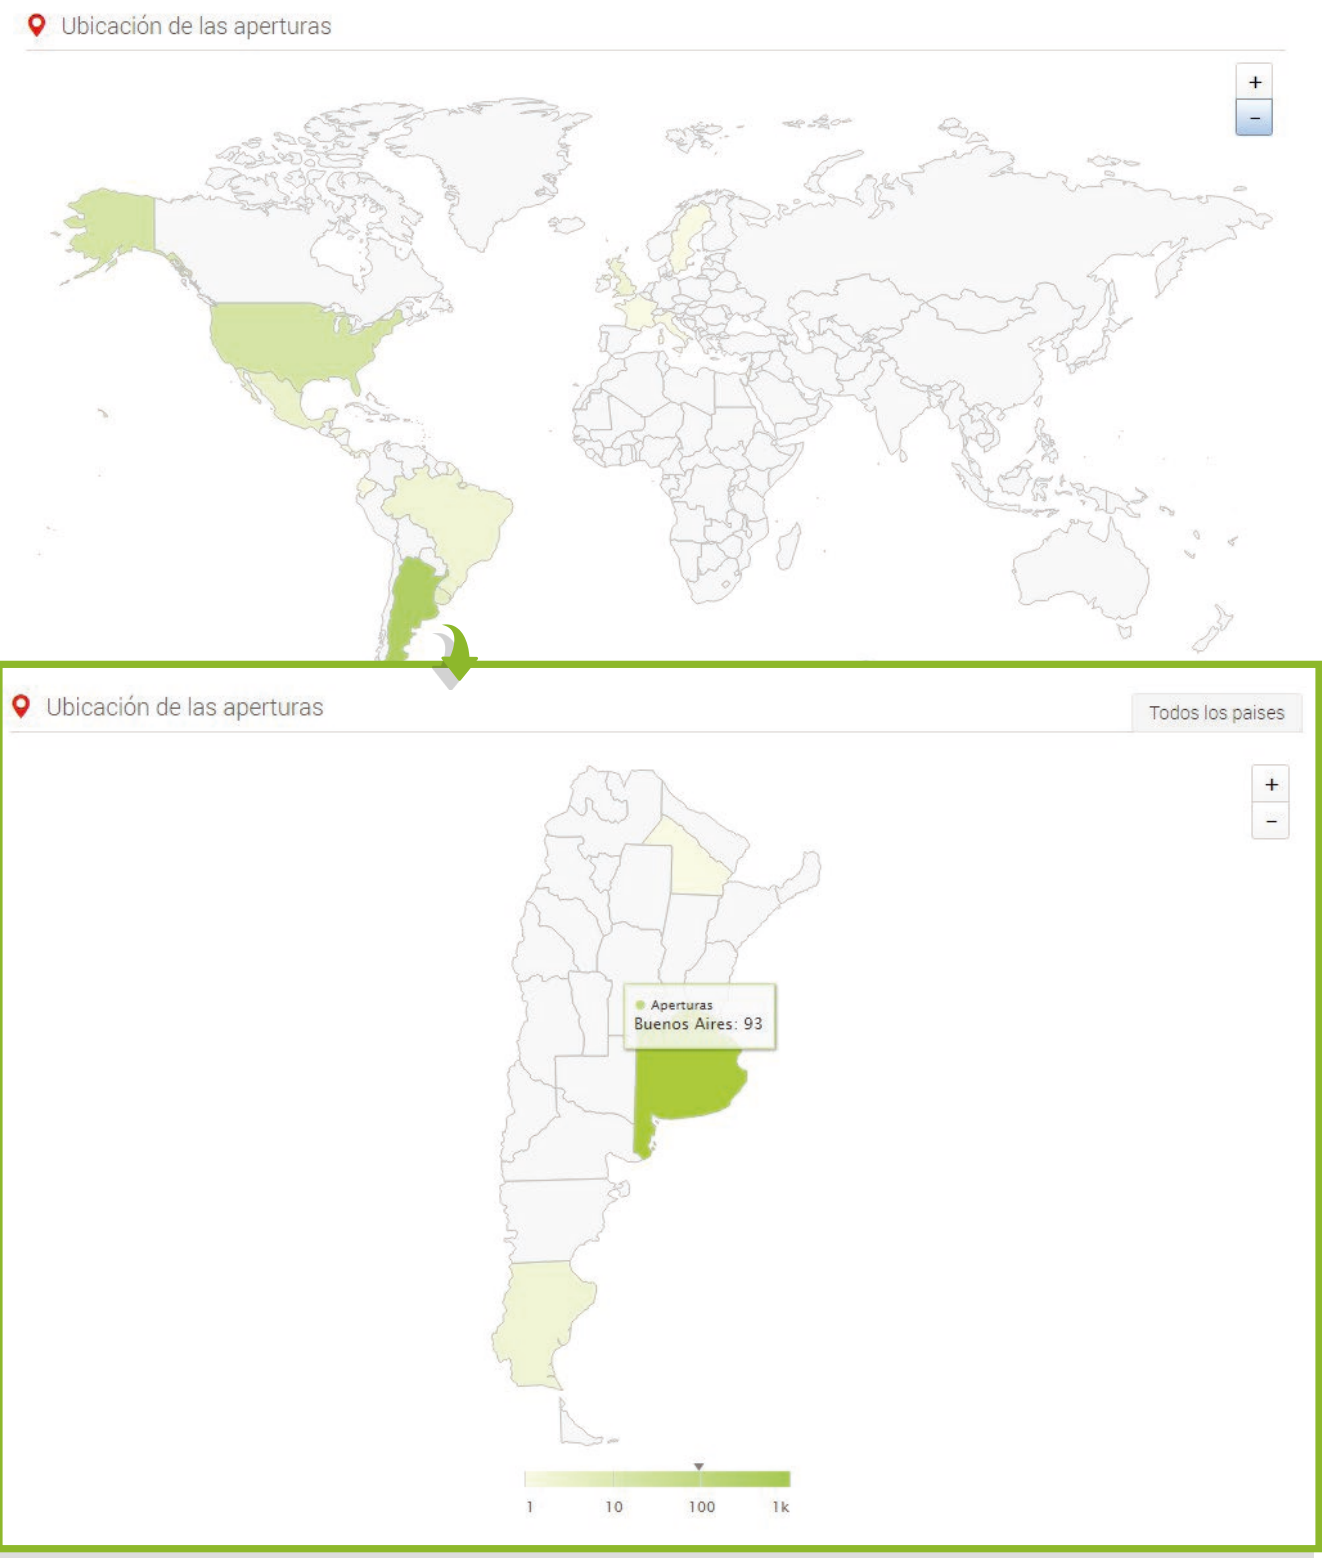 Ubicación de las aperturas
+
−
Ubicación de las aperturas
Todos los paises
+
−
Aperturas
Buenos Aires: 93
1 10 100 1k